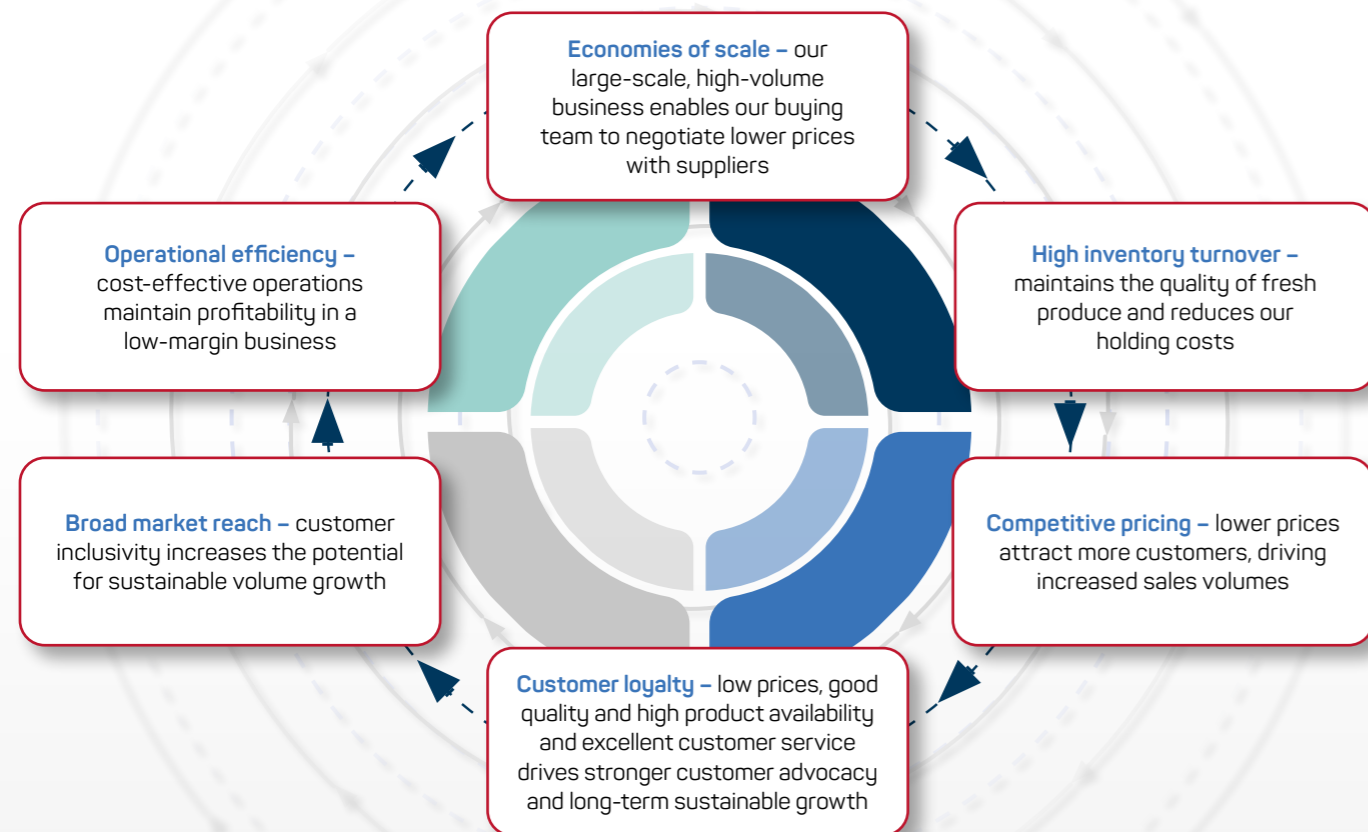 Economies of scale – our
large-scale, high-volume
business enables our buying
team to negotiate lower prices
with suppliers
High inventory turnover –
maintains the quality of fresh
produce and reduces our
holding costs
Competitive pricing – lower prices
attract more customers, driving
increased sales volumes
Customer loyalty – low prices, good
quality and high product availability
and excellent customer service
drives stronger customer advocacy
and long-term sustainable growth
Broad market reach – customer
inclusivity increases the potential
for sustainable volume growth
Operational efficiency –
cost-effective operations
maintain profitability in a
low-margin business